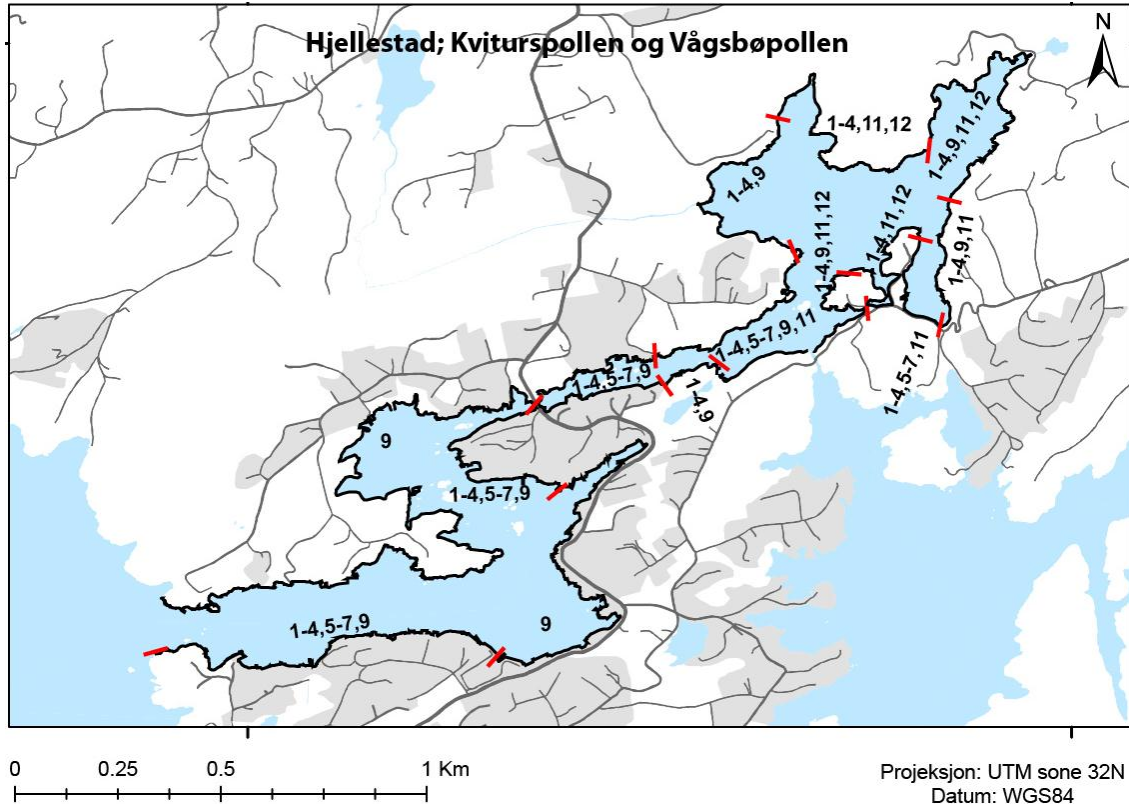 Hjellestad; Kviturspollen og Vågsbøpollen
N
1-4,11,12
1-4,9,11,12
1-4,9
1-4,9,11,12
1-4,11,12
1-4,9,11
1-4,5-7,9,11
1-4,5-7,11
1-4,5-7,9
1-4,9
9
1-4,5-7,9
1-4,5-7,9
9
0 0.25 0.5 1 Km
Projeksjon: UTM sone 32N
Datum: WGS84